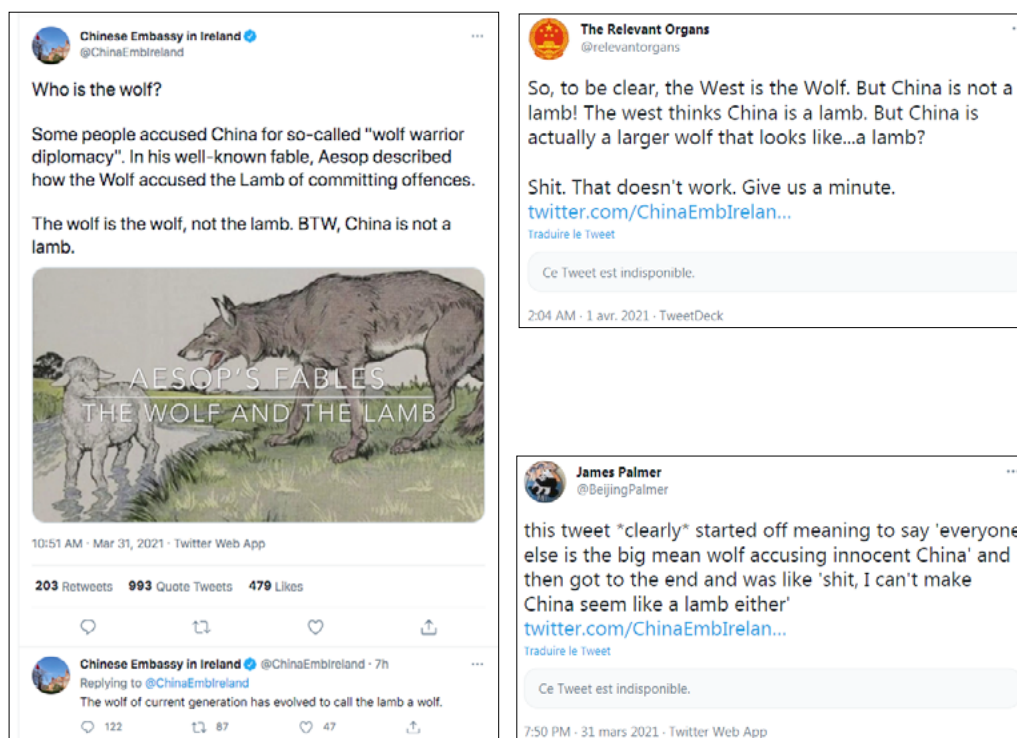 Chinese Embassy in Ireland
@ChinaEmbIreland
Who is the wolf?
Some people accused China for so-called "wolf warrior
diplomacy". In his well-known fable, Aesop described
how the Wolf accused the Lamb of committing offences.
The wolf is the wolf, not the lamb. BTW, China is not a
lamb.
AESOP'S FABLES
THE WOLF AND THE LAMB
10:51 AM · Mar 31, 2021 · Twitter Web App
203 Retweets 993 Quote Tweets 479 Likes
Chinese Embassy in Ireland @ChinaEmbIreland · 7h
Replying to @ChinaEmbIreland
The wolf of current generation has evolved to call the lamb a wolf.
122 87 47
The Relevant Organs
@relevantorgans
So, to be clear, the West is the Wolf. But China is not a
lamb! The west thinks China is a lamb. But China is
actually a larger wolf that looks like...a lamb?
Shit. That doesn't work. Give us a minute.
twitter.com/ChinaEmbIrelan...
Traduire le Tweet
Ce Tweet est indisponible.
2:04 AM · 1 avr. 2021 · TweetDeck
James Palmer
@BeijingPalmer
this tweet *clearly* started off meaning to say 'everyone
else is the big mean wolf accusing innocent China' and
then got to the end and was like 'shit, I can't make
China seem like a lamb either'
twitter.com/ChinaEmbIrelan...
Traduire le Tweet
Ce Tweet est indisponible.
7:50 PM · 31 mars 2021 · Twitter Web App